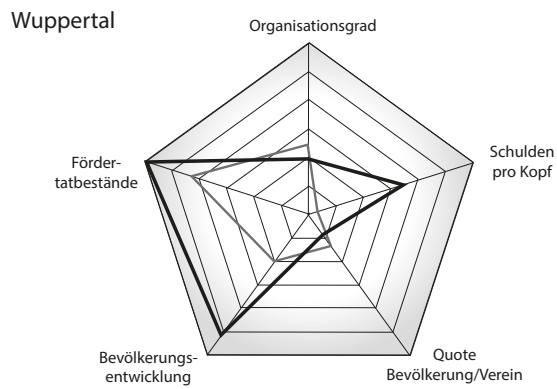 Wuppertal
Organisationsgrad
Schulden
pro Kopf
Quote
Bevölkerung/Verein
Bevölkerungs-
entwicklung
Förder-
tatbestände